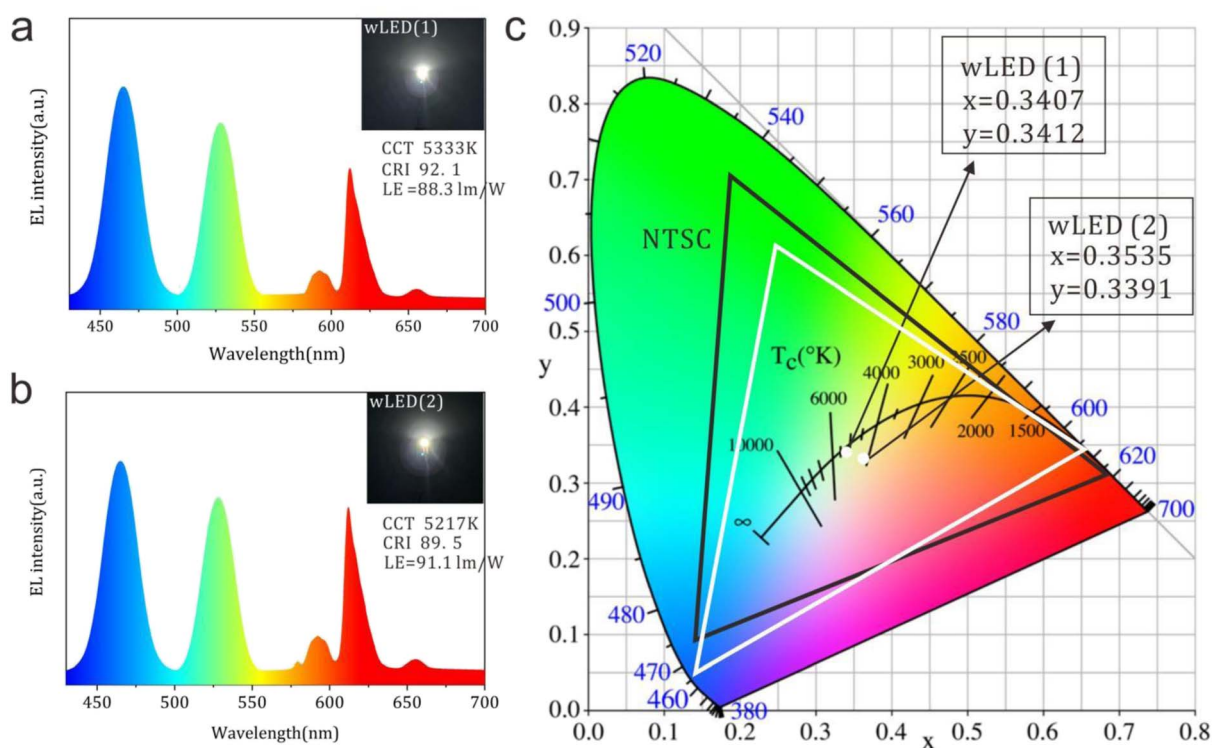 a
wLED(1)
CCT 5333K
CRI 92. 1
LE =88.3 lm/W
EL intensity(a.u.)
450 500 550 600 650 700
Wavelength(nm)
b
wLED(2)
CCT 5217K
CRI 89. 5
LE=91.1 lm/W
EL intensity(a.u.)
450 500 550 600 650 700
Wavelength(nm)
c
0.9
0.8
0.7
0.6
0.5
0.4
0.3
0.2
0.1
0.0
y
0.0 0.1 0.2 0.3 0.4 0.5 0.6 0.7 0.8
x
520
540
560
580
600
620
700
500
490
480
470
460
380
NTSC
wLED (1)
x=0.3407
y=0.3412
wLED (2)
x=0.3535
y=0.3391
Tc(°K)
10000
6000
4000
3000
2500
2000
1500
∞